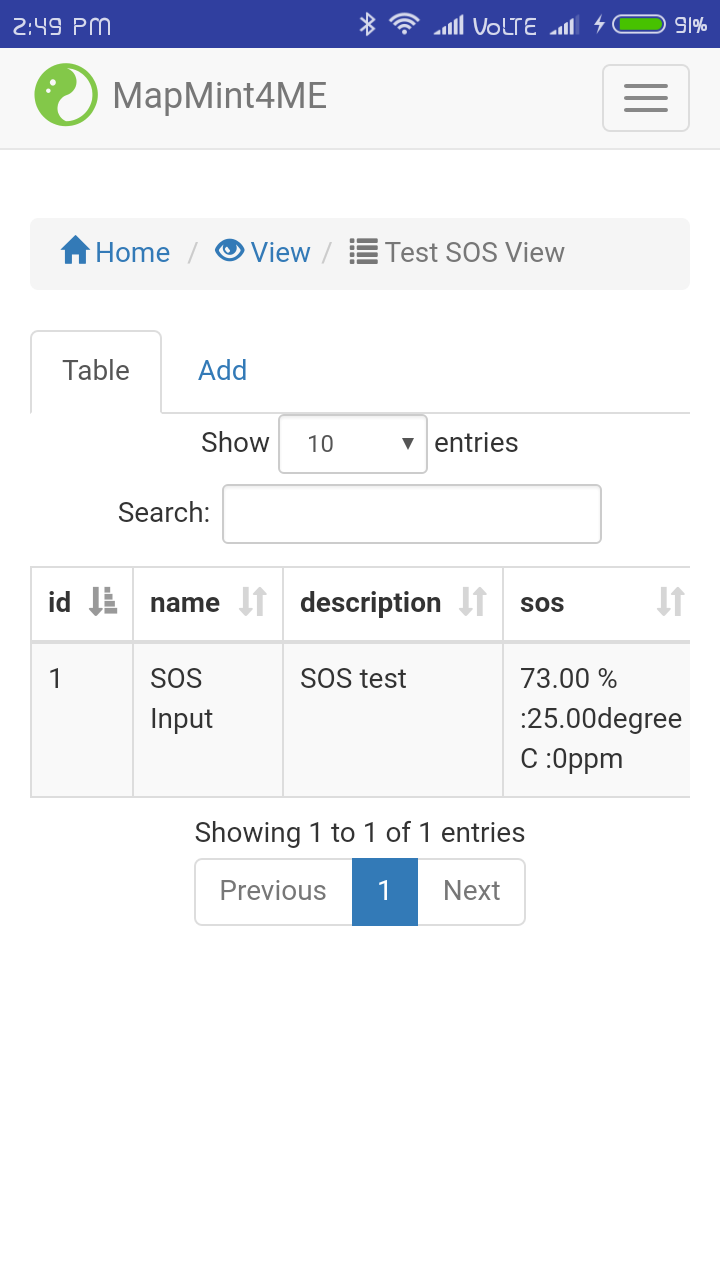 2:49 PM VoLTE 91%
MapMint4ME
Home / View / Test SOS View
Table Add
Show 10 entries
Search:
id name description sos
1 SOS Input SOS test 73.00 % :25.00degree C :0ppm
Showing 1 to 1 of 1 entries
Previous 1 Next